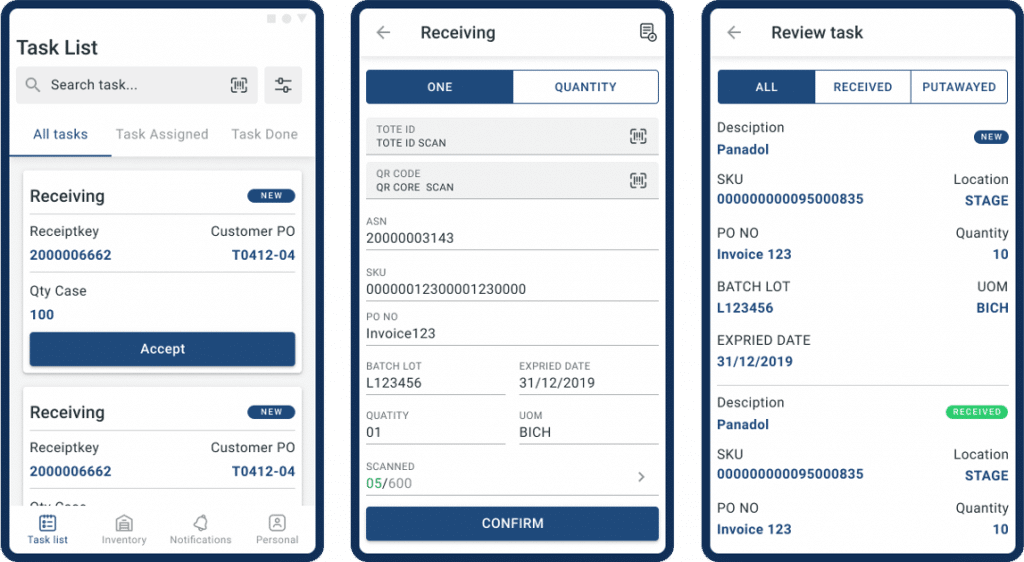 Task List
Search task...
All tasks Task Assigned Task Done
Receiving NEW
Receiptkey Customer PO
2000006662 T0412-04
Qty Case
100
Accept
Receiving NEW
Receiptkey Customer PO
2000006662 T0412-04
Qty Case
Task list Inventory Notifications Personal
Receiving
ONE QUANTITY
TOTE ID
TOTE ID SCAN
QR CODE
QR CORE SCAN
ASN
20000003143
SKU
00000012300001230000
PO NO
Invoice123
BATCH LOT EXPRIED DATE
L123456 31/12/2019
QUATITY UOM
01 BICH
SCANNED
05/600
CONFIRM
Review task
ALL RECEIVED PUTAWAYED
Desciption NEW
Panadol
SKU Location
000000000095000835 STAGE
PO NO Quantity
Invoice 123 10
BATCH LOT UOM
L123456 BICH
EXPRIED DATE
31/12/2019
Desciption RECEIVED
Panadol
SKU Location
000000000095000835 STAGE
PO NO Quantity
Invoice 123 10